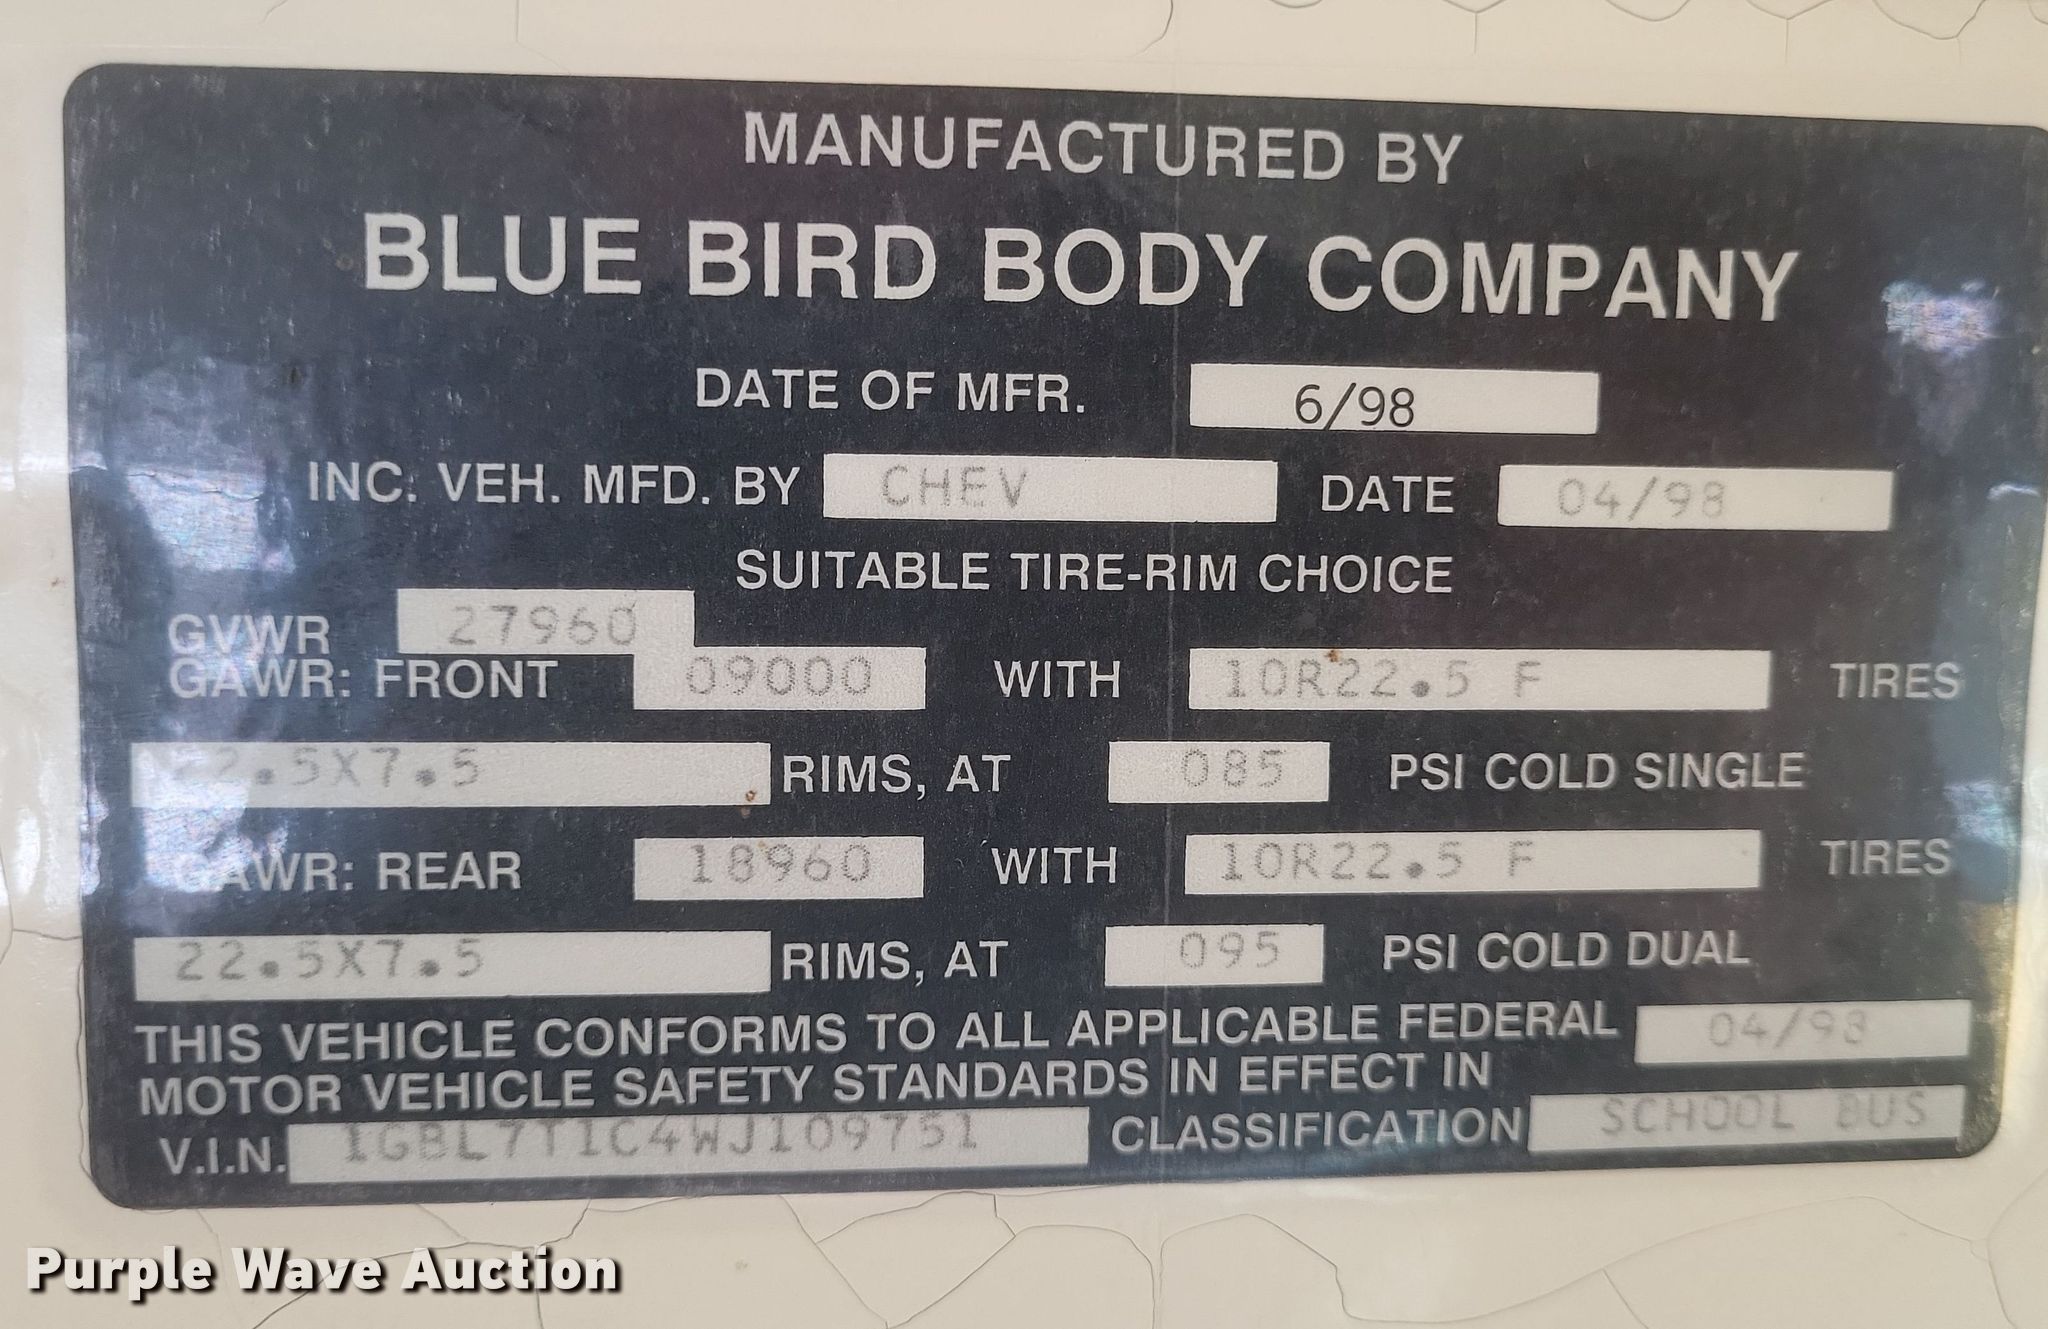 MANUFACTURED BY
BLUE BIRD BODY COMPANY
DATE OF MFR. 6/98
INC. VEH. MFD. BY CHEV DATE 04/98
SUITABLE TIRE-RIM CHOICE
GVWR 27960
GAWR: FRONT 09000 WITH 10R22.5 F TIRES
22.5X7.5 RIMS, AT 085 PSI COLD SINGLE
GAWR: REAR 18960 WITH 10R22.5 F TIRES
22.5X7.5 RIMS, AT 095 PSI COLD DUAL
THIS VEHICLE CONFORMS TO ALL APPLICABLE FEDERAL 04/98
MOTOR VEHICLE SAFETY STANDARDS IN EFFECT IN
V.I.N. 1GBL7T1C4WJ109751 CLASSIFICATION SCHOOL BUS
Purple Wave Auction